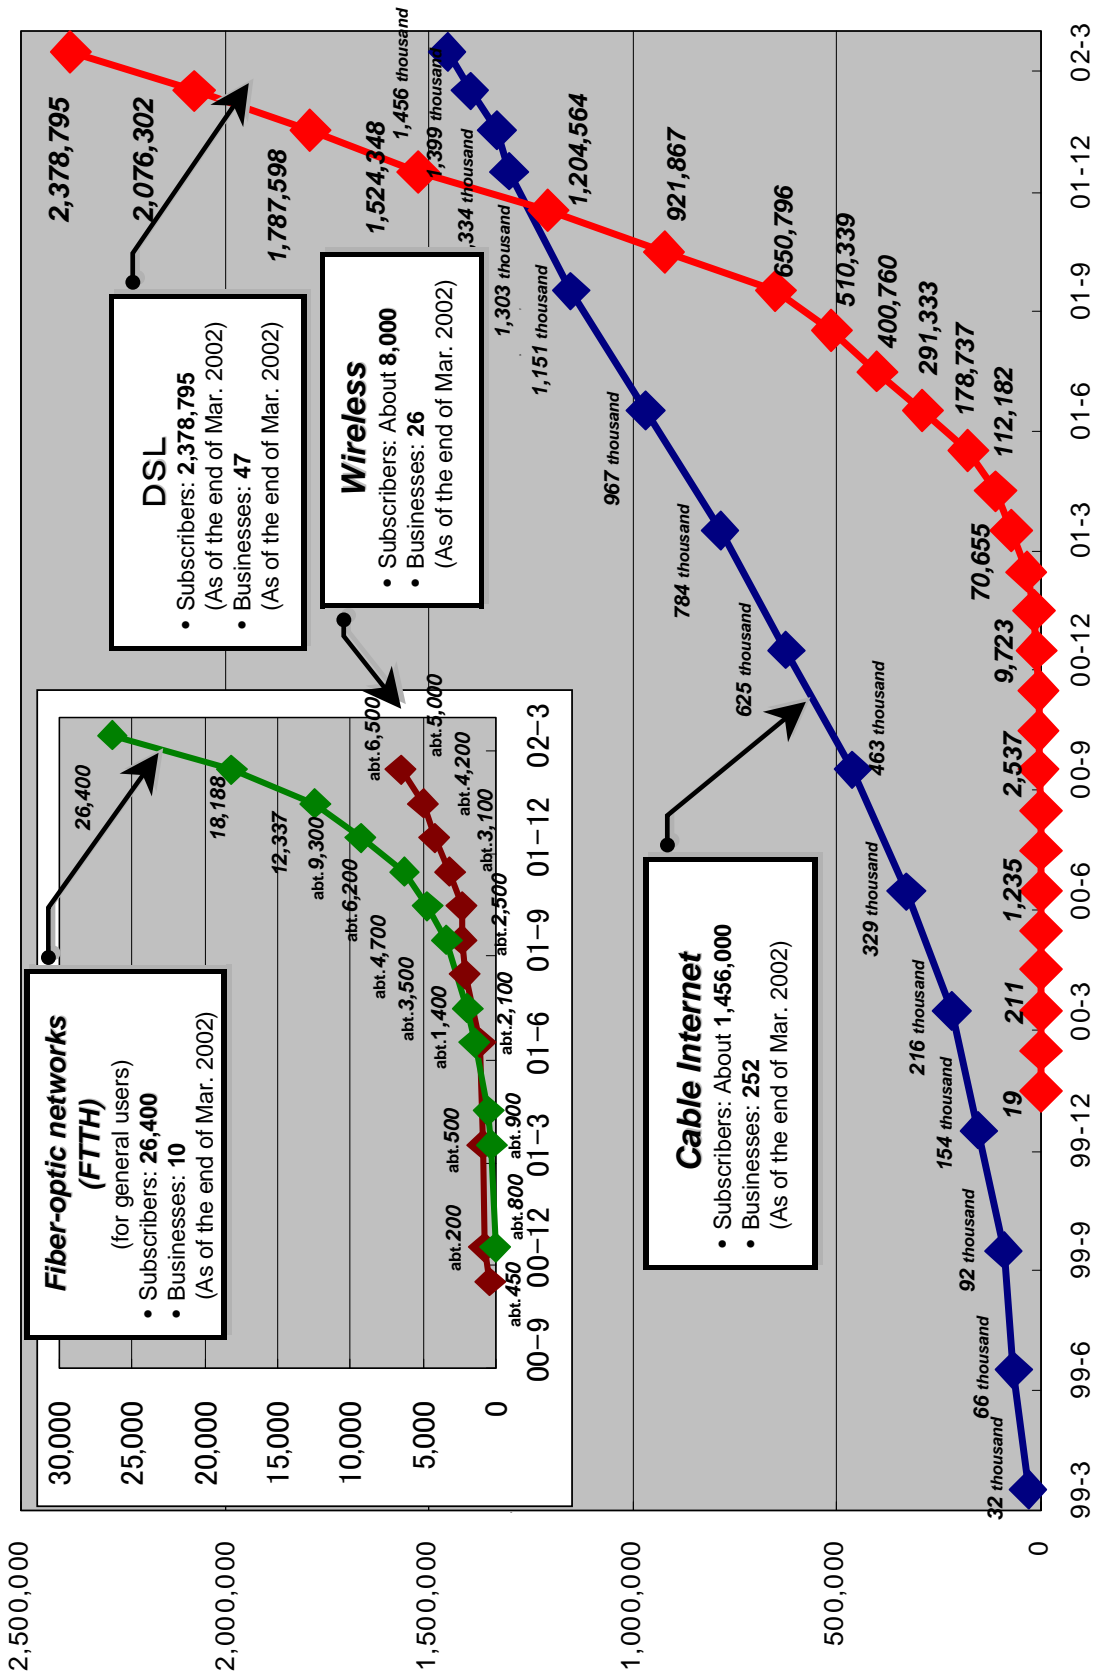 2,500,000
2,000,000
1,500,000
1,000,000
500,000
0
99-3
99-6
99-9
99-12
00-3
00-6
00-9
00-12
01-3
01-6
01-9
01-12
02-3
30,000
25,000
20,000
15,000
10,000
5,000
0
00-9
00-12
01-3
01-6
01-9
01-12
02-3
Fiber-optic networks
(FTTH)
(for general users)
• Subscribers: 26,400
• Businesses: 10
(As of the end of Mar. 2002)
DSL
• Subscribers: 2,378,795
(As of the end of Mar. 2002)
• Businesses: 47
(As of the end of Mar. 2002)
Wireless
• Subscribers: About 8,000
• Businesses: 26
(As of the end of Mar. 2002)
Cable Internet
• Subscribers: About 1,456,000
• Businesses: 252
(As of the end of Mar. 2002)
abt.200
abt.500
abt.1,400
abt.3,500
abt.4,700
abt.6,200
abt.9,300
12,337
18,188
26,400
abt.450
abt.800
abt.900
abt.2,100
abt.2,500
abt.3,100
abt.4,200
abt.5,000
abt.6,500
32 thousand
66 thousand
92 thousand
154 thousand
216 thousand
329 thousand
463 thousand
625 thousand
784 thousand
967 thousand
1,151 thousand
1,303 thousand
,334 thousand
1,399 thousand
1,456 thousand
19
211
1,235
2,537
9,723
70,655
112,182
178,737
291,333
400,760
510,339
650,796
921,867
1,204,564
1,524,348
1,787,598
2,076,302
2,378,795